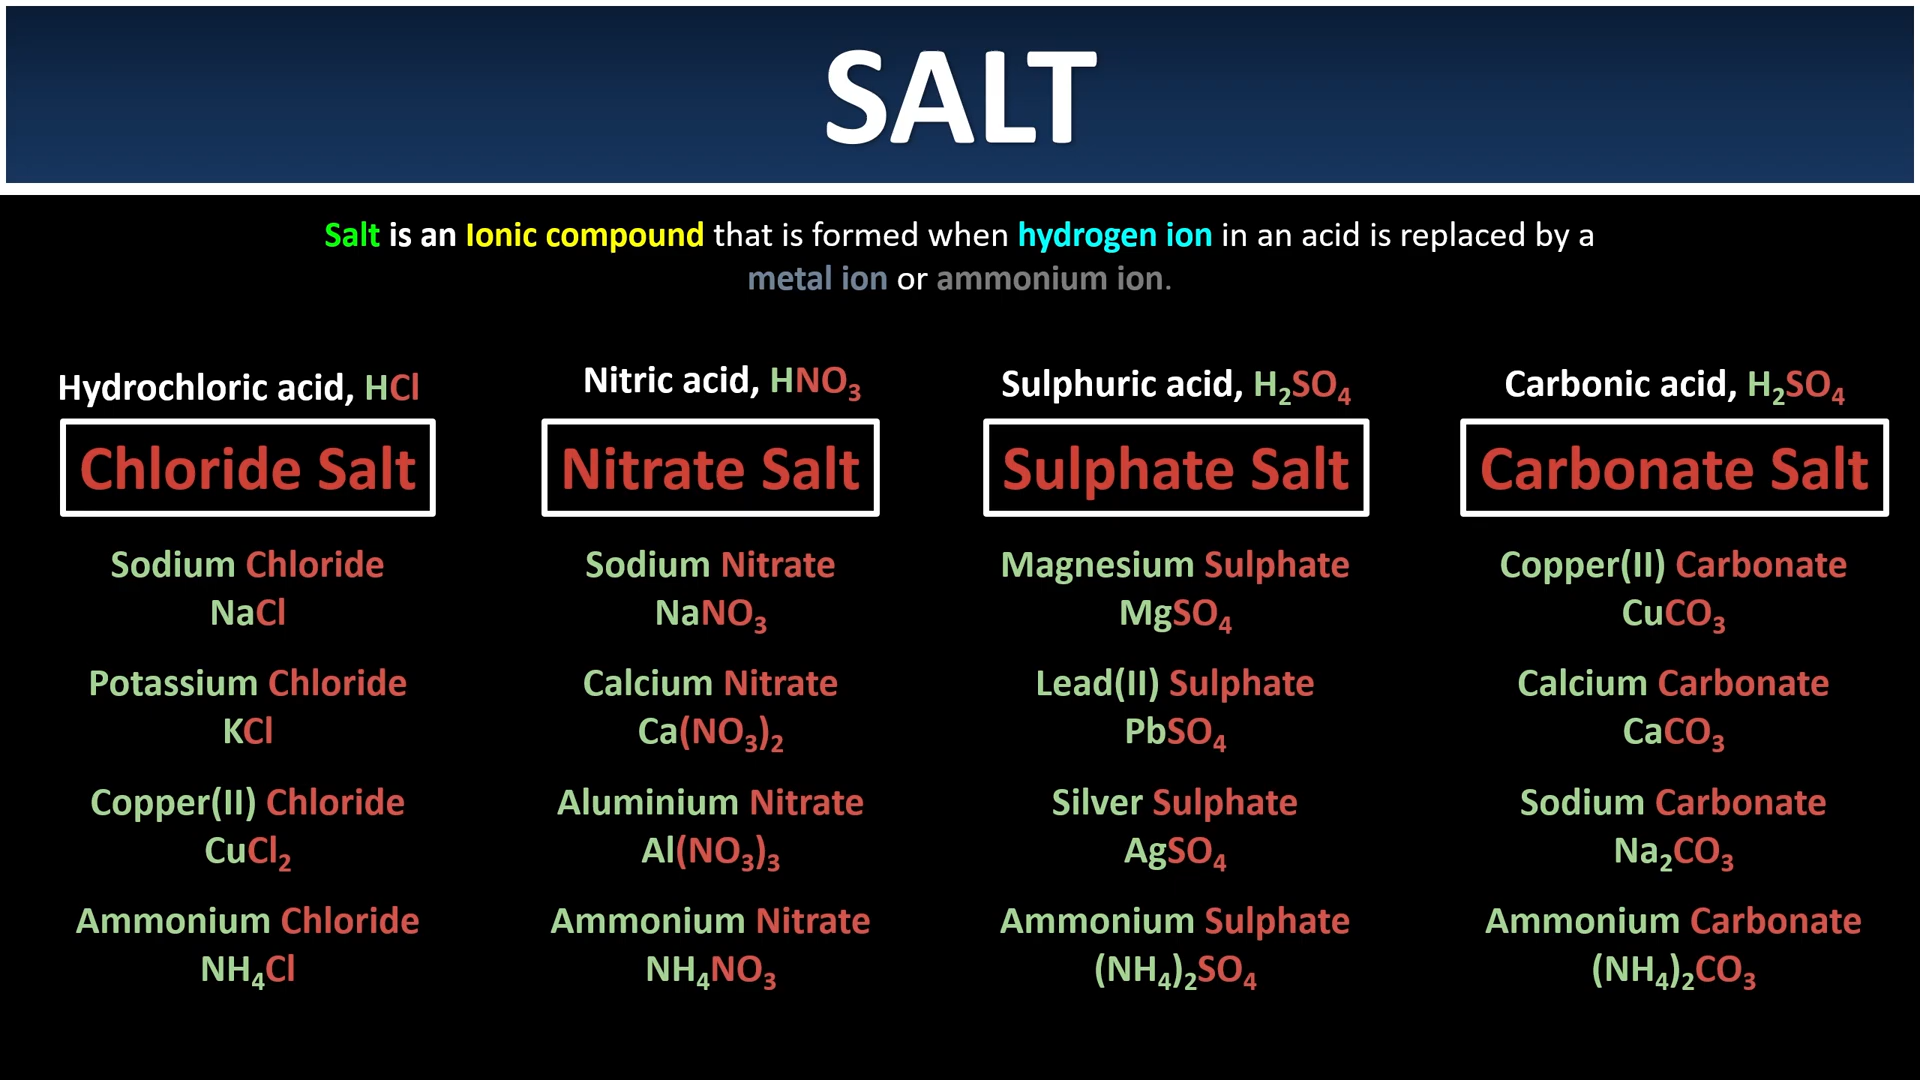 SALT
Salt is an Ionic compound that is formed when hydrogen ion in an acid is replaced by a
metal ion or ammonium ion.
Hydrochloric acid, HCl
Chloride Salt
Sodium Chloride
NaCl
Potassium Chloride
KCl
Copper(II) Chloride
CuCl₂
Ammonium Chloride
NH₄Cl
Nitric acid, HNO₃
Nitrate Salt
Sodium Nitrate
NaNO₃
Calcium Nitrate
Ca(NO₃)₂
Aluminium Nitrate
Al(NO₃)₃
Ammonium Nitrate
NH₄NO₃
Sulphuric acid, H₂SO₄
Sulphate Salt
Magnesium Sulphate
MgSO₄
Lead(II) Sulphate
PbSO₄
Silver Sulphate
AgSO₄
Ammonium Sulphate
(NH₄)₂SO₄
Carbonic acid, H₂SO₄
Carbonate Salt
Copper(II) Carbonate
CuCO₃
Calcium Carbonate
CaCO₃
Sodium Carbonate
Na₂CO₃
Ammonium Carbonate
(NH₄)₂CO₃